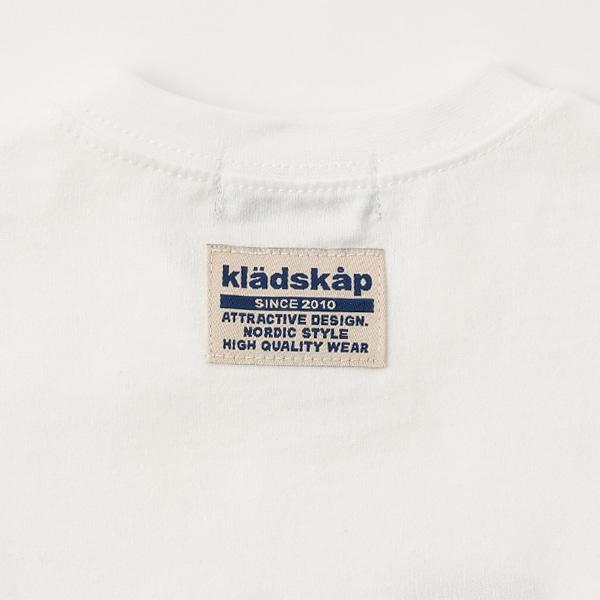 klädskåp
SINCE 2010
ATTRACTIVE DESIGN.
NORDIC STYLE
HIGH QUALITY WEAR